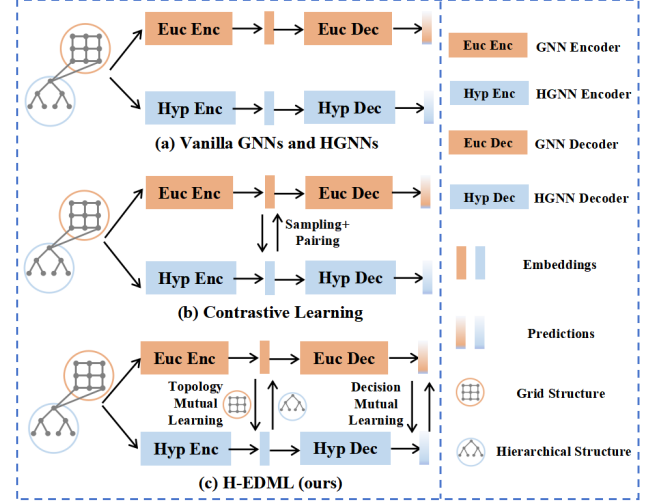 Euc Enc
Euc Dec
Hyp Enc
Hyp Dec
(a) Vanilla GNNs and HGNNs
Euc Enc
Euc Dec
Sampling+
Pairing
Hyp Enc
Hyp Dec
(b) Contrastive Learning
Euc Enc
Euc Dec
Topology
Mutual
Learning
Decision
Mutual
Learning
Hyp Enc
Hyp Dec
(c) H-EDML (ours)
Euc Enc
GNN Encoder
Hyp Enc
HGNN Encoder
Euc Dec
GNN Decoder
Hyp Dec
HGNN Decoder
Embeddings
Predictions
Grid Structure
Hierarchical Structure